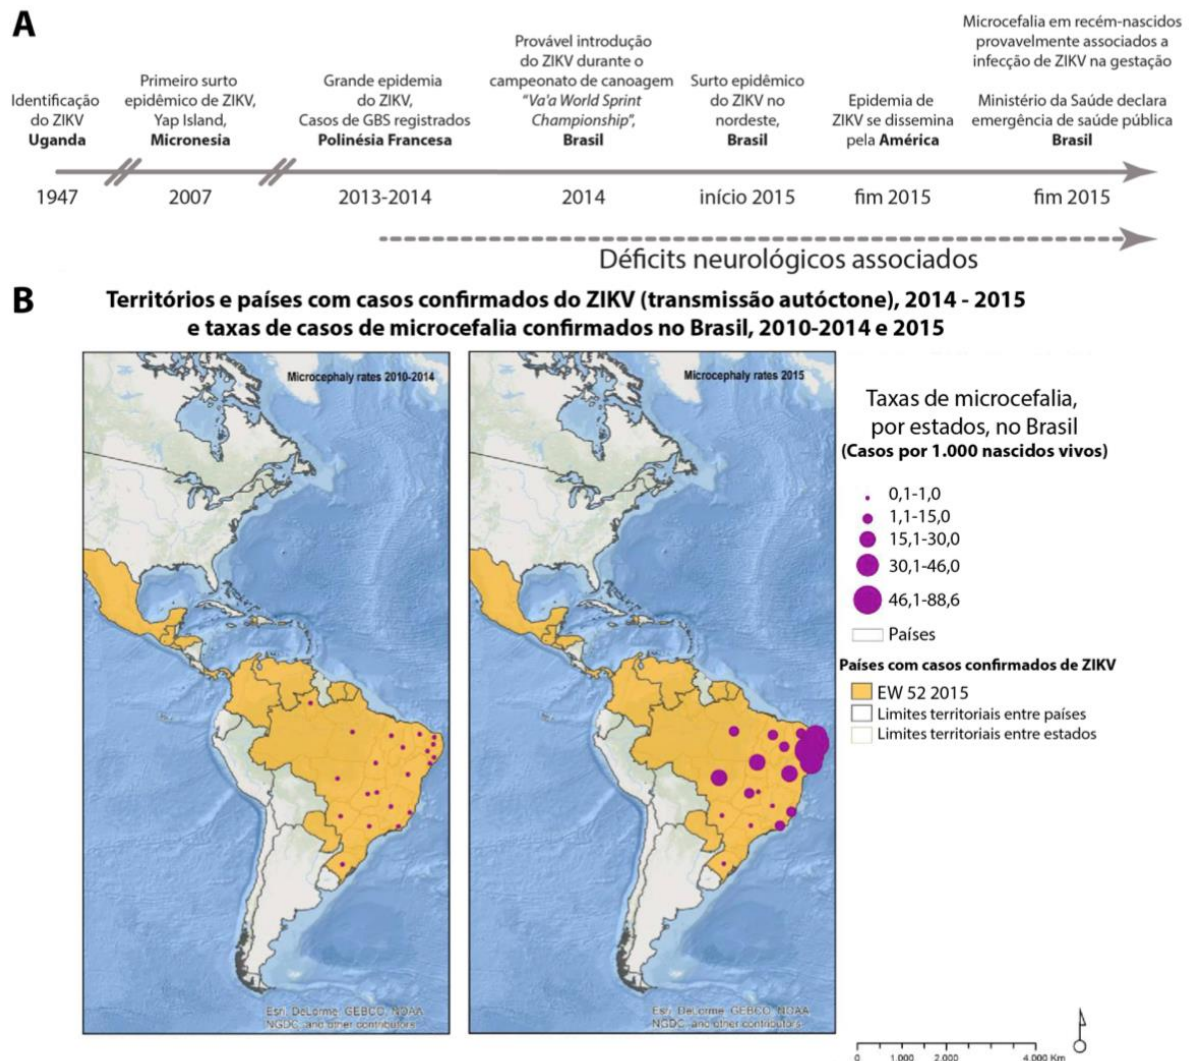 A
Identificação
do ZIKV
Uganda
Primeiro surto
epidêmico de ZIKV,
Yap Island,
Micronesia
Grande epidemia
do ZIKV,
Casos de GBS registrados
Polinésia Francesa
Provável introdução
do ZIKV durante o
campeonato de canoagem
"Va'a World Sprint
Championship",
Brasil
Surto epidêmico
do ZIKV no
nordeste,
Brasil
Epidemia de
ZIKV se dissemina
pela América
Microcefalia em recém-nascidos
provavelmente associados a
infecção de ZIKV na gestação
Ministério da Saúde declara
emergência de saúde pública
Brasil
1947
2007
2013-2014
2014
início 2015
fim 2015
fim 2015
Déficits neurológicos associados
B
Territórios e países com casos confirmados do ZIKV (transmissão autóctone), 2014 - 2015
e taxas de casos de microcefalia confirmados no Brasil, 2010-2014 e 2015
Microcephaly rates 2010-2014
Esri, DeLorme, GEBCO, NOAA
NGDC, and other contributors
Microcephaly rates 2015
Esri, DeLorme, GEBCO, NOAA
NGDC, and other contributors
Taxas de microcefalia,
por estados, no Brasil
(Casos por 1.000 nascidos vivos)
0,1-1,0
1,1-15,0
15,1-30,0
30,1-46,0
46,1-88,6
Países
Países com casos confirmados de ZIKV
EW 52 2015
Limites territoriais entre países
Limites territoriais entre estados
0 1.000 2.000 4.000 Km